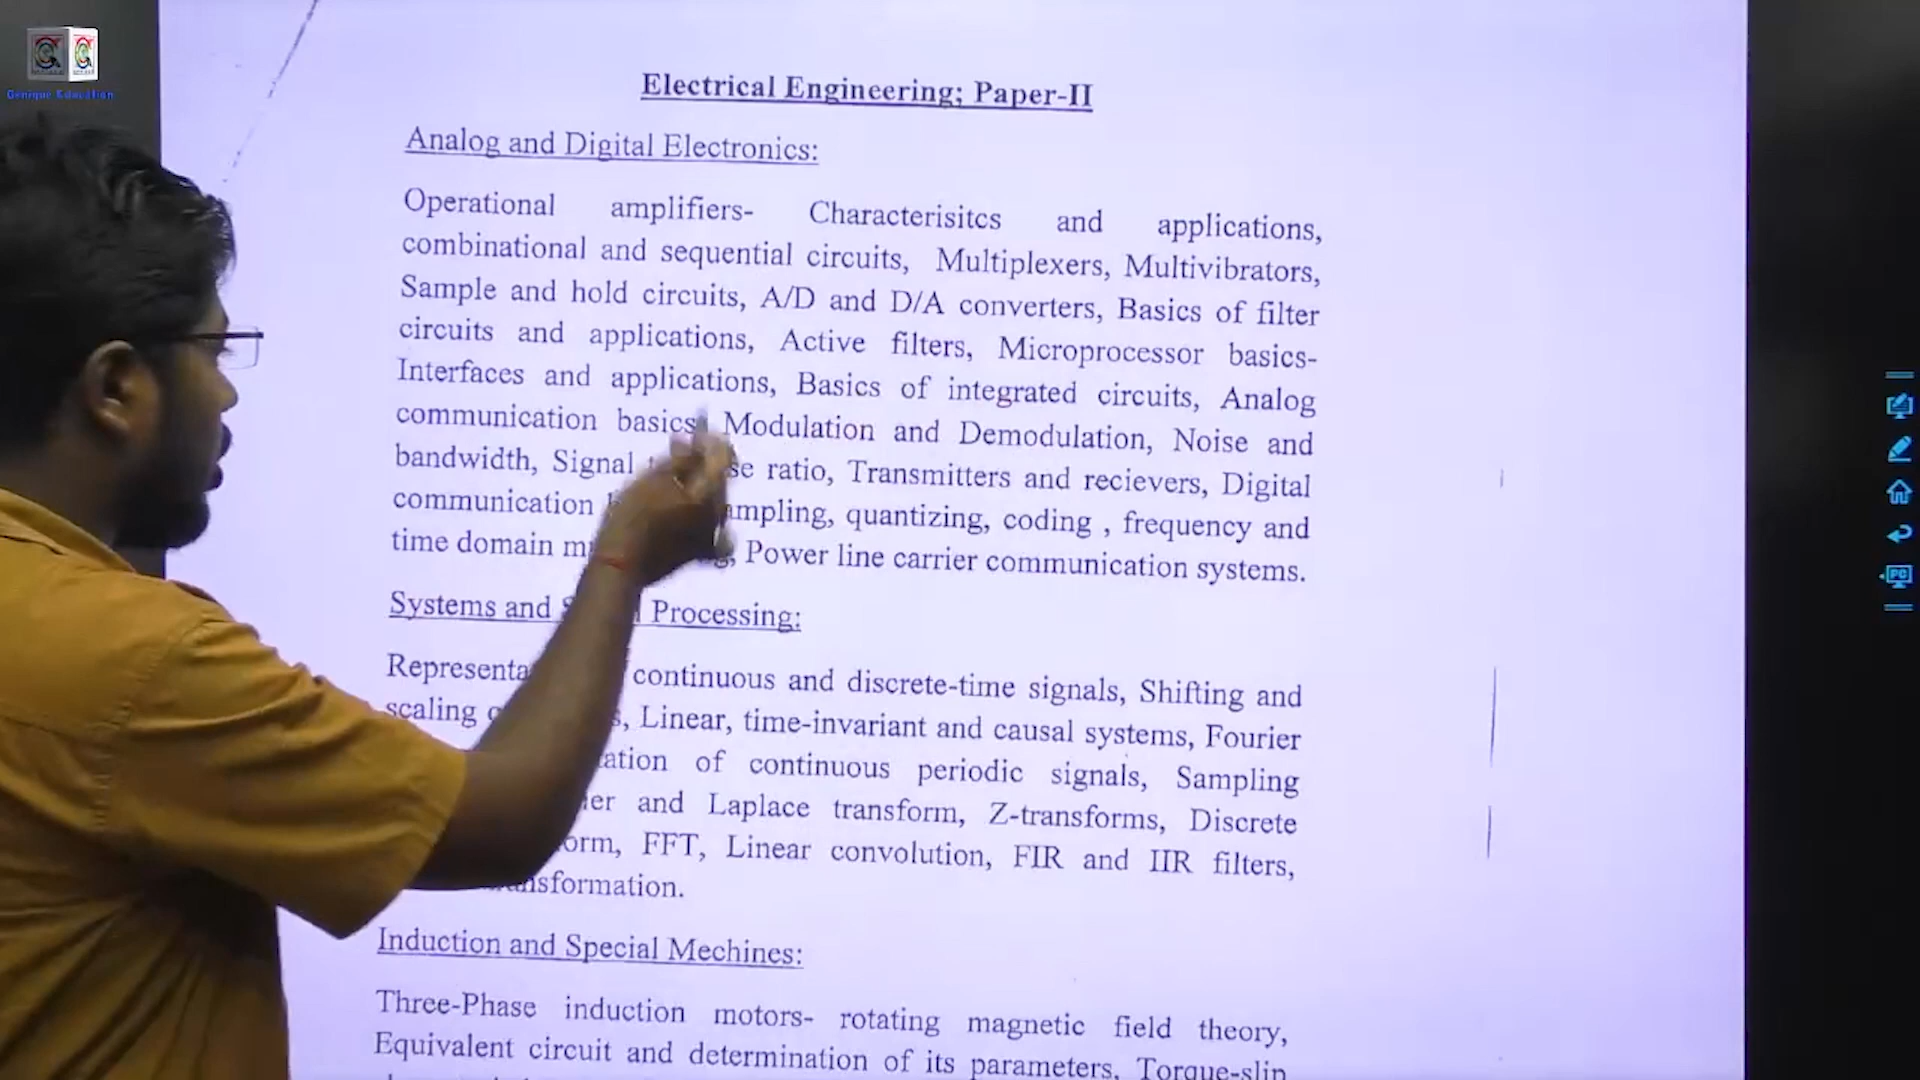 Genique Education
Electrical Engineering; Paper-II
Analog and Digital Electronics:
Operational amplifiers- Characterisitcs and applications,
combinational and sequential circuits, Multiplexers, Multivibrators,
Sample and hold circuits, A/D and D/A converters, Basics of filter
circuits and applications, Active filters, Microprocessor basics-
Interfaces and applications, Basics of integrated circuits, Analog
communication basics, Modulation and Demodulation, Noise and
bandwidth, Signal ratio, Transmitters and recievers, Digital
communication quantizing, coding , frequency and
time domain Power line carrier communication systems.
Systems and Processing:
continuous and discrete-time signals, Shifting and
scaling Linear, time-invariant and causal systems, Fourier
of continuous periodic signals, Sampling
and Laplace transform, Z-transforms, Discrete
FFT, Linear convolution, FIR and IIR filters,
Induction and Special Mechines:
Three-Phase induction motors- rotating magnetic field theory,
Equivalent circuit and determination of its parameters, Torque-slip
PC